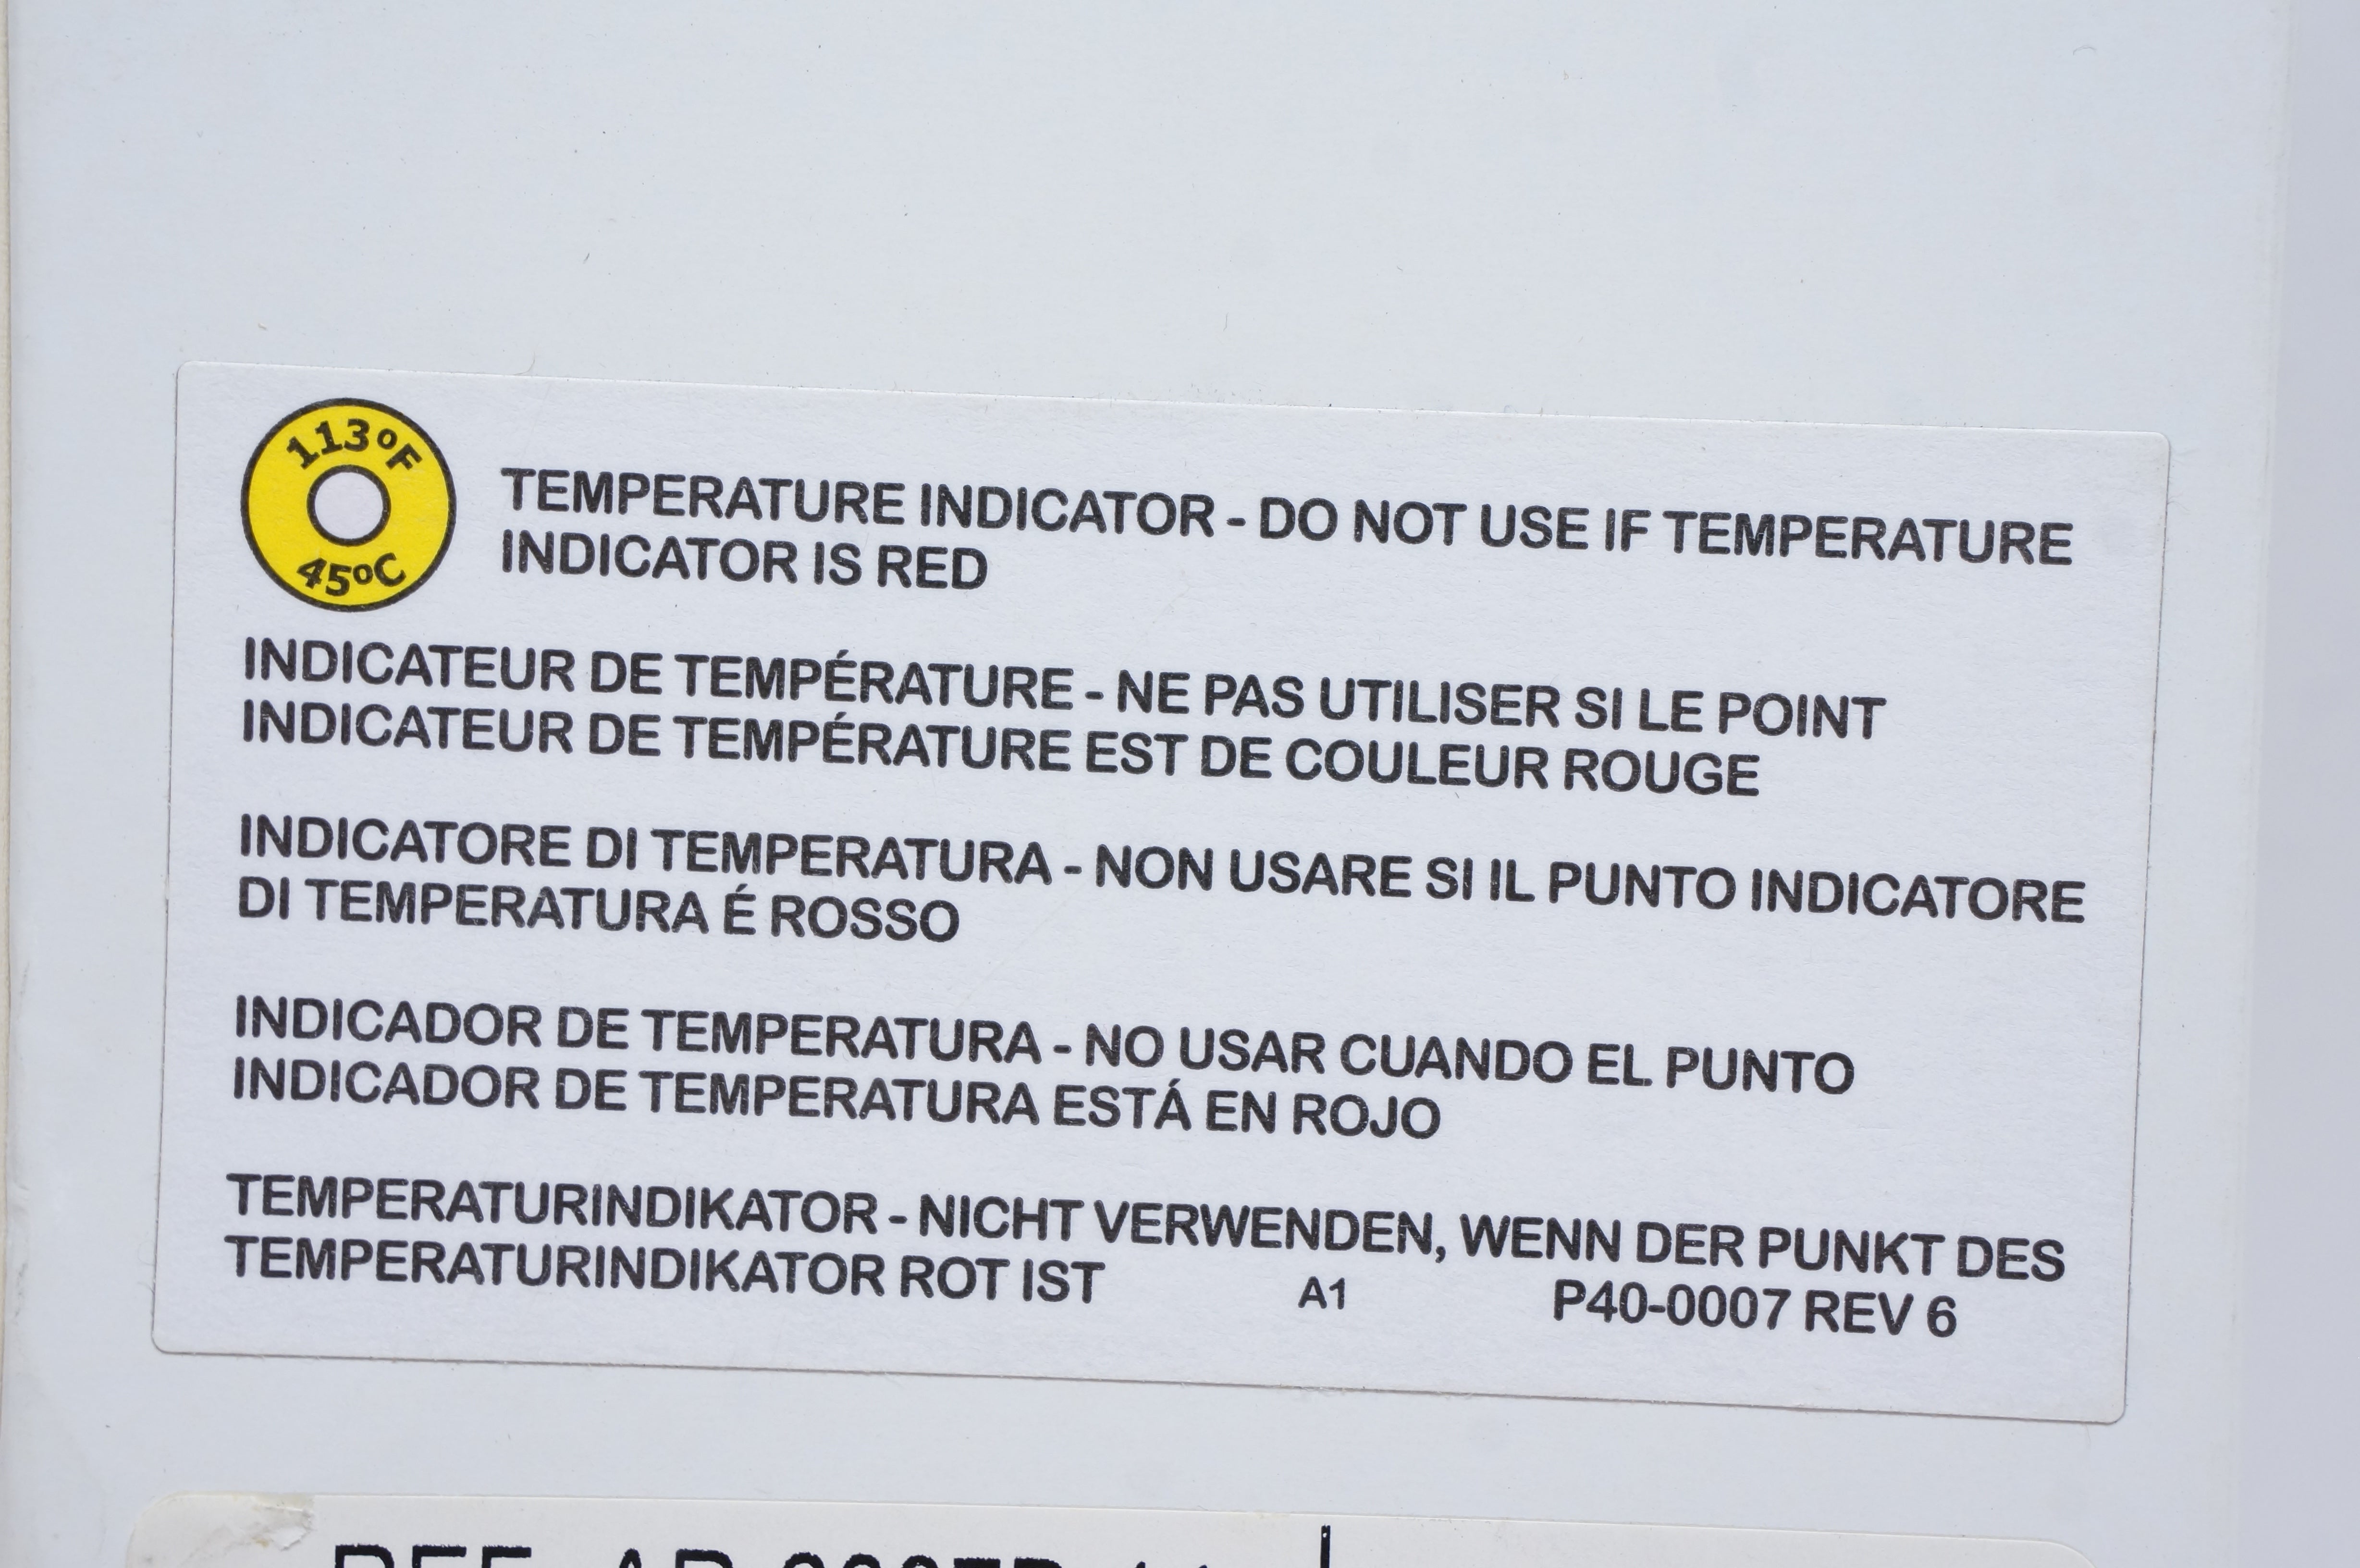 113ºF
45ºC
TEMPERATURE INDICATOR - DO NOT USE IF TEMPERATURE
INDICATOR IS RED
INDICATEUR DE TEMPÉRATURE - NE PAS UTILISER SI LE POINT
INDICATEUR DE TEMPÉRATURE EST DE COULEUR ROUGE
INDICATORE DI TEMPERATURA - NON USARE SI IL PUNTO INDICATORE
DI TEMPERATURA É ROSSO
INDICADOR DE TEMPERATURA - NO USAR CUANDO EL PUNTO
INDICADOR DE TEMPERATURA ESTÁ EN ROJO
TEMPERATURINDIKATOR - NICHT VERWENDEN, WENN DER PUNKT DES
TEMPERATURINDIKATOR ROT IST A1 P40-0007 REV 6
REF